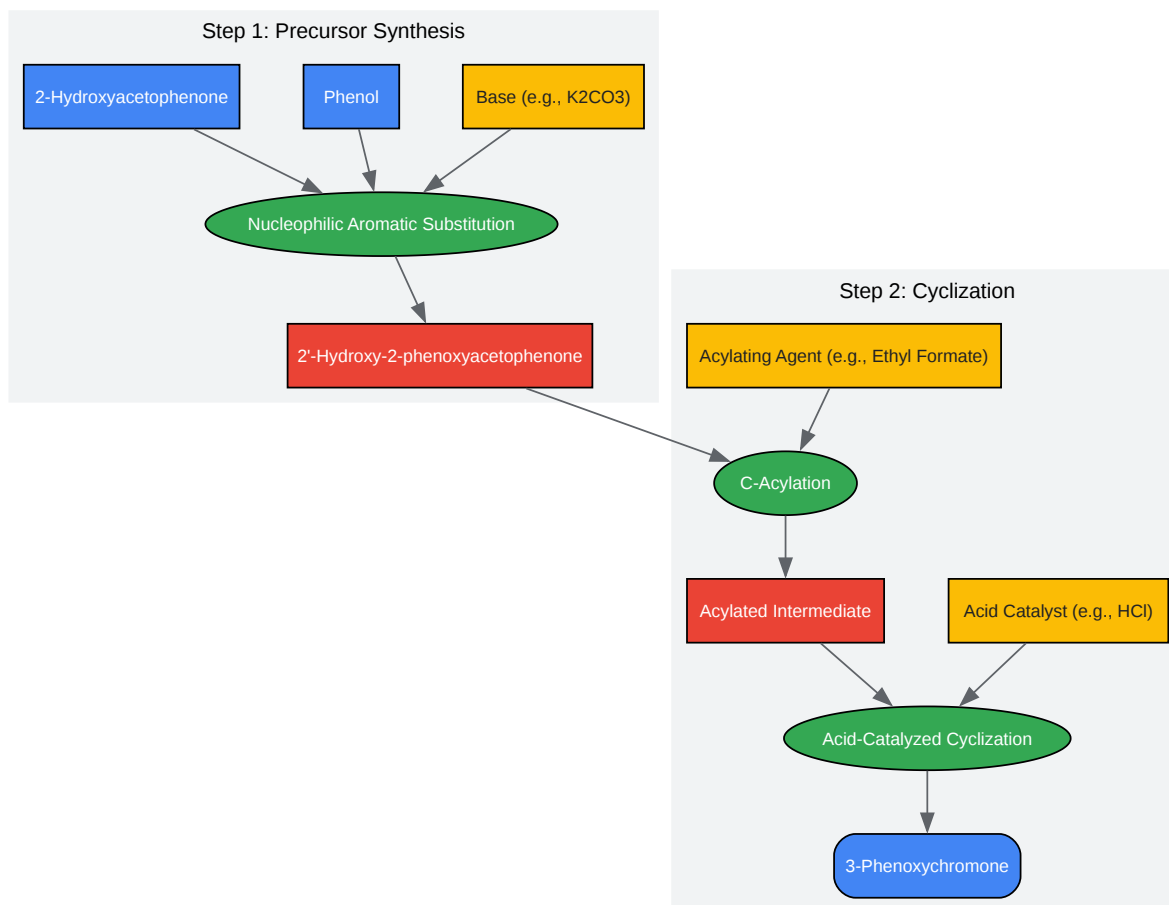 Step 1: Precursor Synthesis
2-Hydroxyacetophenone
Phenol
Base (e.g., K2CO3)
Nucleophilic Aromatic Substitution
2'-Hydroxy-2-phenoxyacetophenone
Step 2: Cyclization
Acylating Agent (e.g., Ethyl Formate)
C-Acylation
Acylated Intermediate
Acid Catalyst (e.g., HCl)
Acid-Catalyzed Cyclization
3-Phenoxychromone